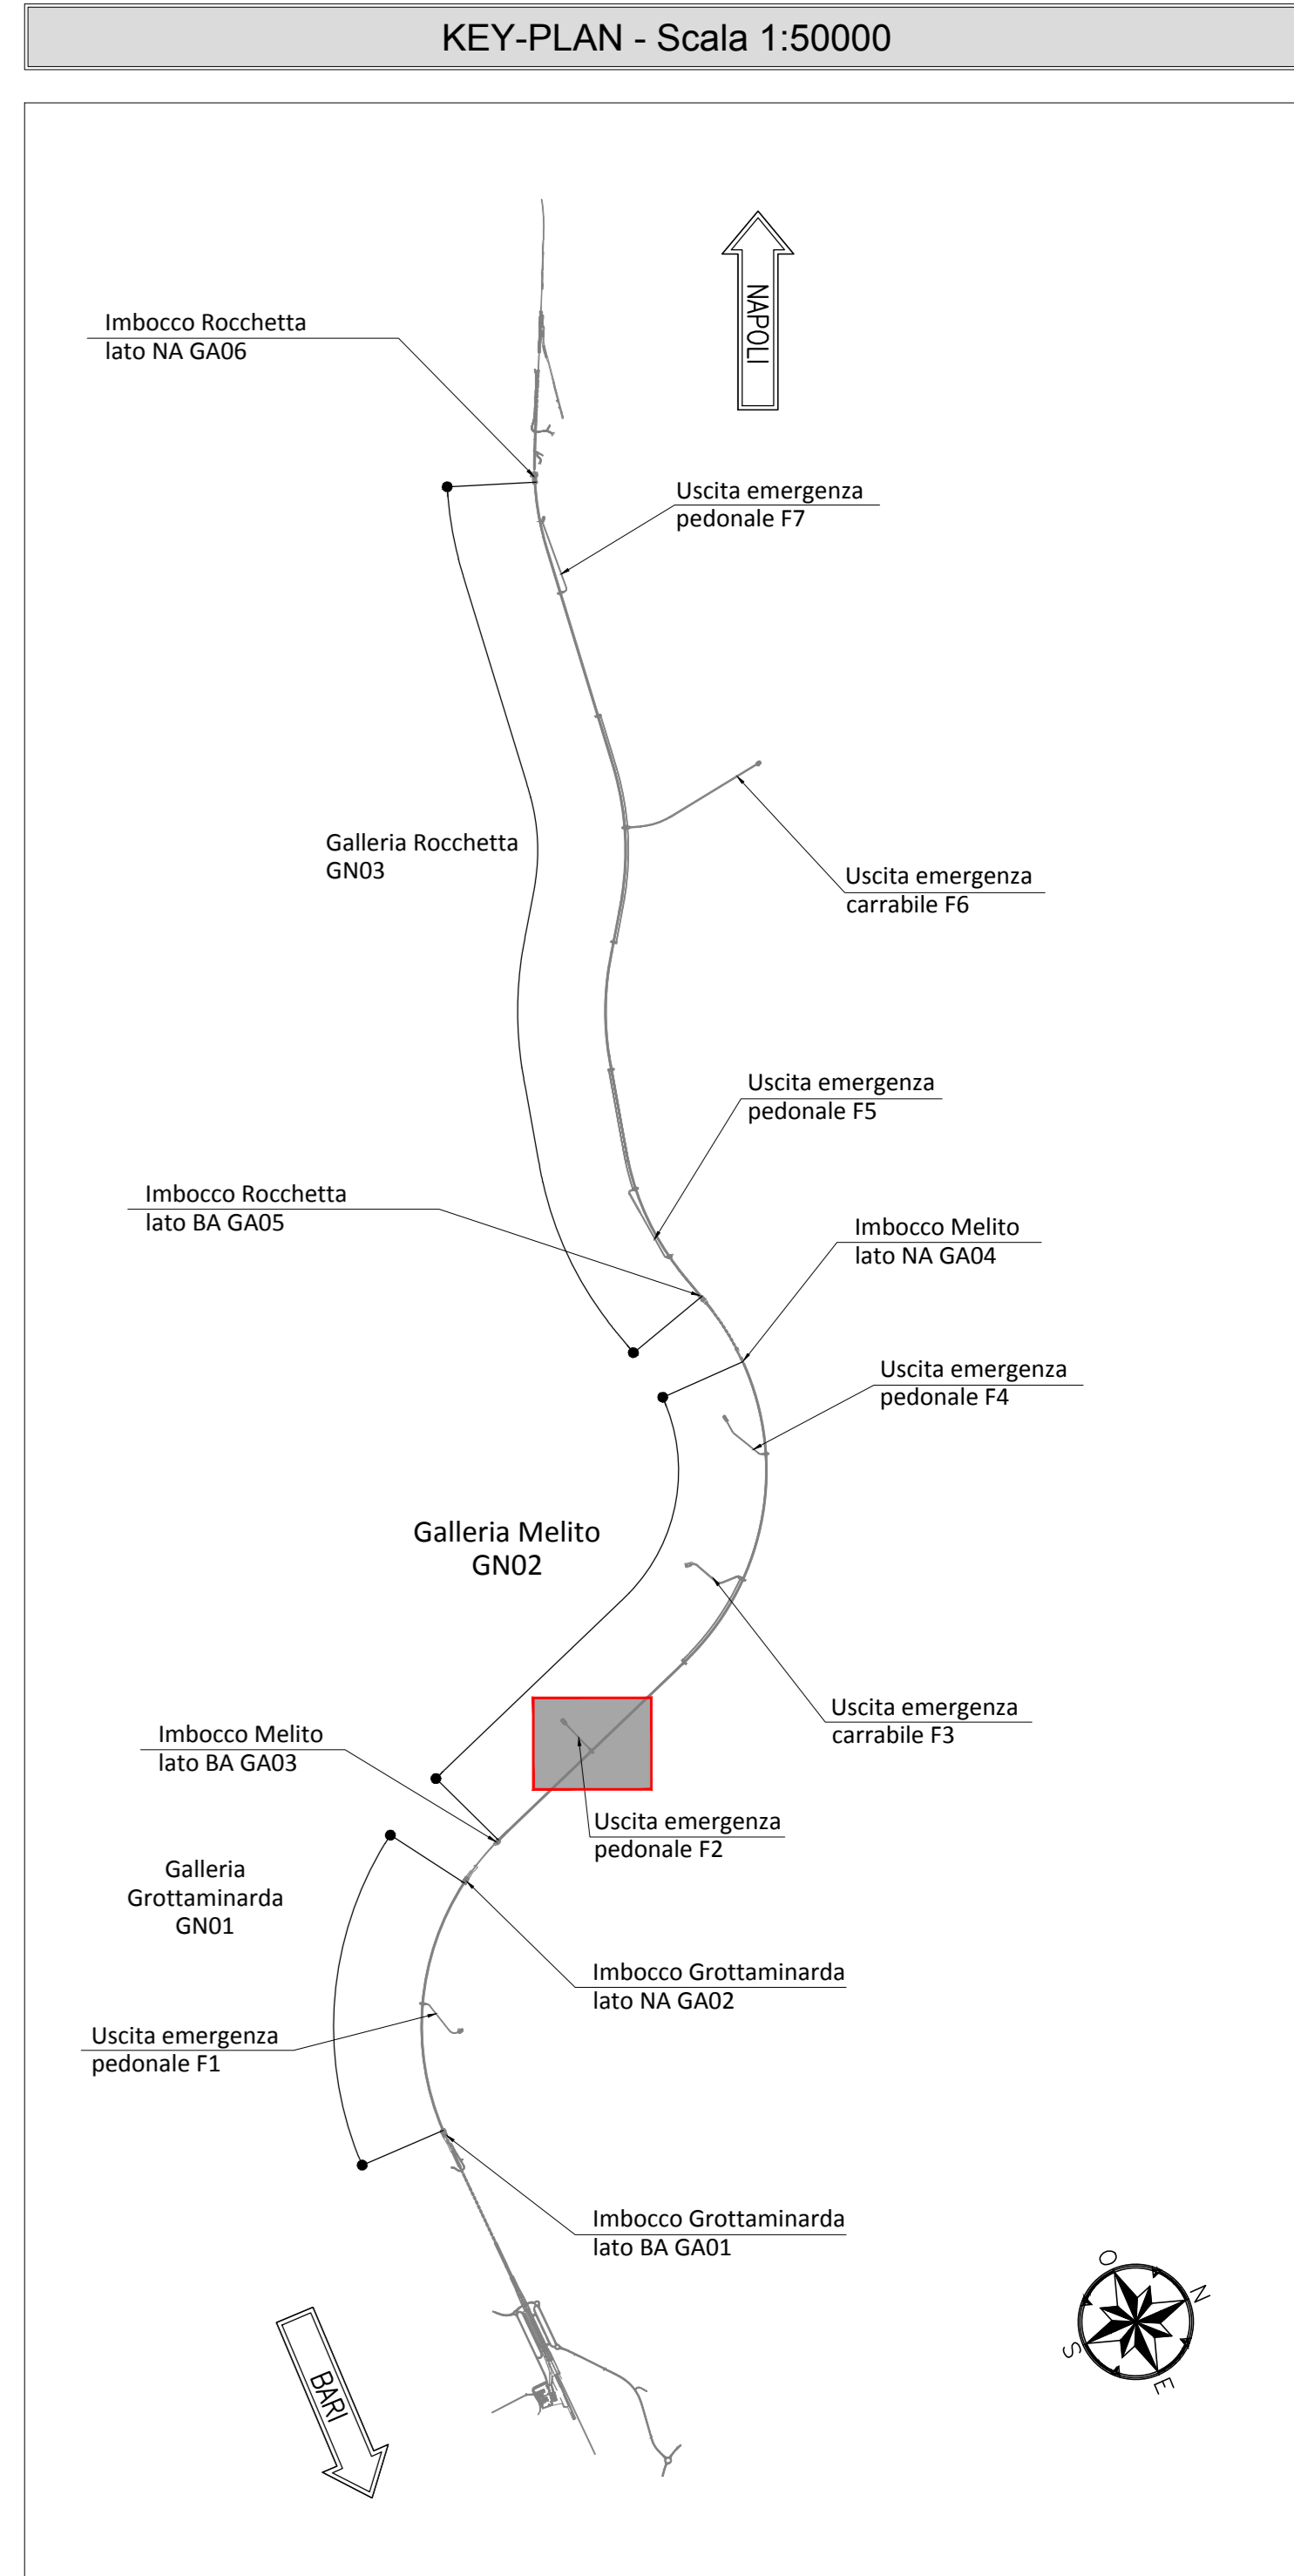 KEY-PLAN - Scala 1:50000
NAPOLI
Imbocco Rocchetta
lato NA GA06
Uscita emergenza
pedonale F7
Galleria Rocchetta
GN03
Uscita emergenza
carrabile F6
Uscita emergenza
pedonale F5
Imbocco Rocchetta
lato BA GA05
Imbocco Melito
lato NA GA04
Uscita emergenza
pedonale F4
Galleria Melito
GN02
Uscita emergenza
carrabile F3
Imbocco Melito
lato BA GA03
Uscita emergenza
pedonale F2
Galleria
Grottaminarda
GN01
Imbocco Grottaminarda
lato NA GA02
Uscita emergenza
pedonale F1
Imbocco Grottaminarda
lato BA GA01
O
N
S
E
BARI